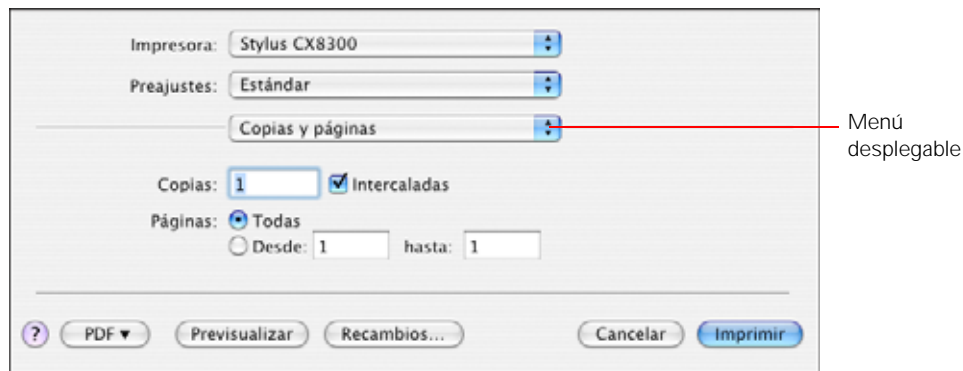 Impresora: Stylus CX8300
Preajustes: Estándar
Copias y páginas
Menú
desplegable
Copias: 1 Intercaladas
Páginas: Todas
Desde: 1 hasta: 1
? PDF Previsualizar Recambios... Cancelar Imprimir